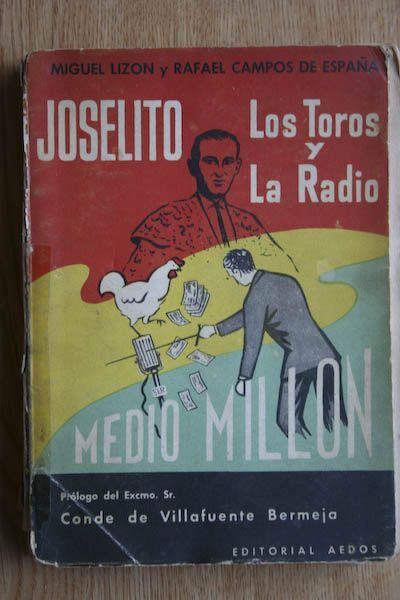 MIGUEL LIZON y RAFAEL CAMPOS DE ESPAÑA
JOSELITO
Los Toros
y
La Radio
SER
MEDIO MILLON
Prólogo del Excmo. Sr.
Conde de Villafuente Bermeja
EDITORIAL AEDOS